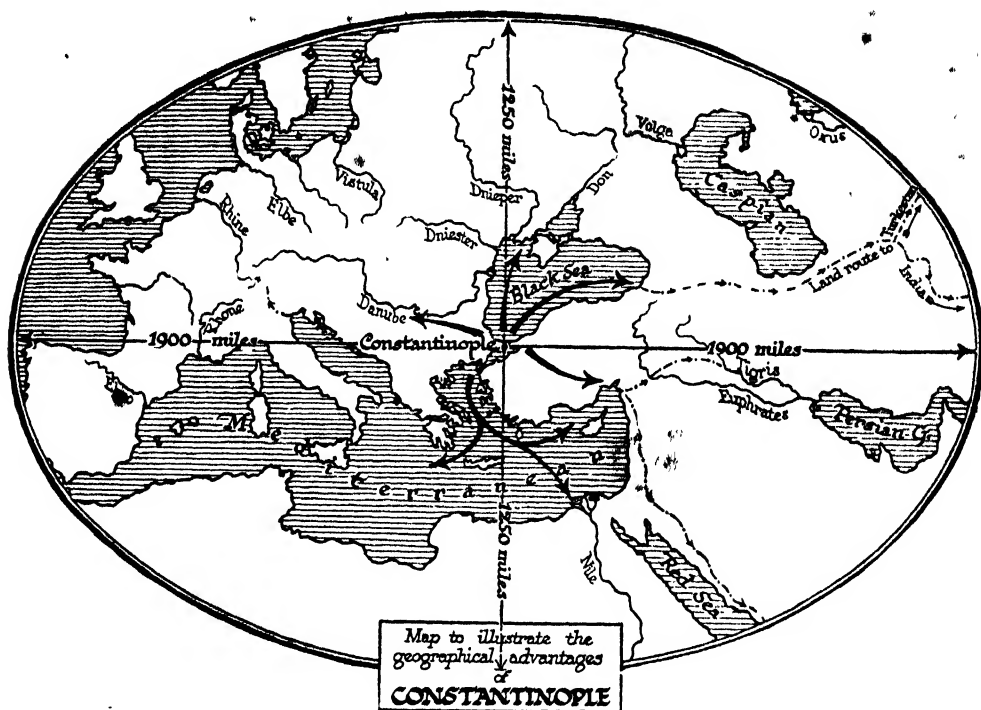 1250 miles
Volga
Oxus
Vistula
Dnieper
Don
Caspian
Rhine
Elbe
Dniester
Black Sea
Land route to Turkestan
India
Danube
Rhone
1900 miles
Constantinople
1900 miles
Tigris
Euphrates
Persian G.
Mediterranean
1250 miles
Nile
Red Sea
Map to illustrate the
geographical advantages
of
CONSTANTINOPLE